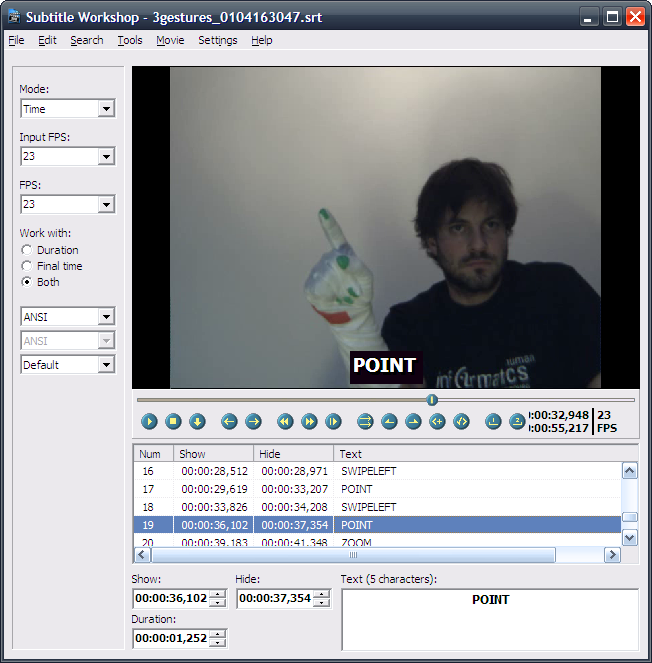 Subtitle Workshop - 3gestures_0104163047.srt
File Edit Search Tools Movie Settings Help
Mode:
Time
Input FPS:
23
FPS:
23
Work with:
Duration
Final time
Both
ANSI
ANSI
Default
POINT
human
inf rmatics
00:00:32,948 23
00:00:55,217 FPS
Num Show Hide Text
16 00:00:28,512 00:00:28,971 SWIPELEFT
17 00:00:29,619 00:00:33,207 POINT
18 00:00:33,826 00:00:34,208 SWIPELEFT
19 00:00:36,102 00:00:37,354 POINT
20 00:00:39,183 00:00:41,348 ZOOM
Show: Hide: Text (5 characters):
00:00:36,102 00:00:37,354 POINT
Duration:
00:00:01,252